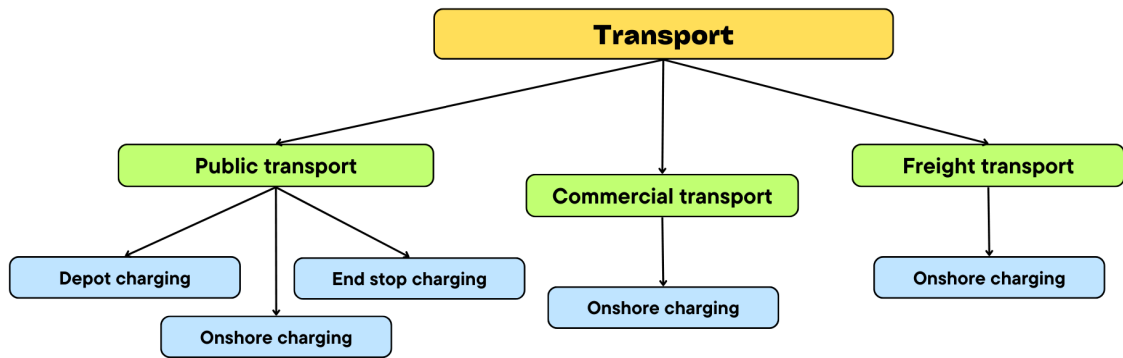 Transport
Public transport
Commercial transport
Freight transport
Depot charging
Onshore charging
End stop charging
Onshore charging
Onshore charging